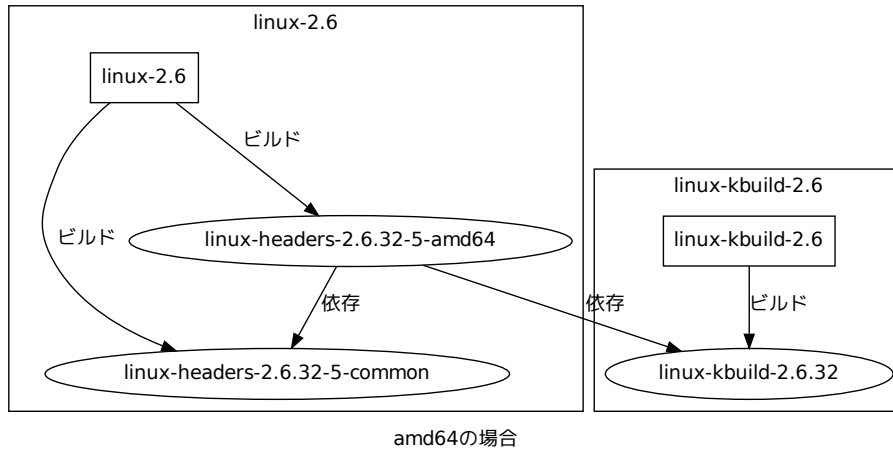 linux-2.6
linux-2.6
ビルド
linux-kbuild-2.6
ビルド
linux-headers-2.6.32-5-amd64
linux-kbuild-2.6
依存
依存
ビルド
linux-headers-2.6.32-5-common
linux-kbuild-2.6.32
amd64の場合